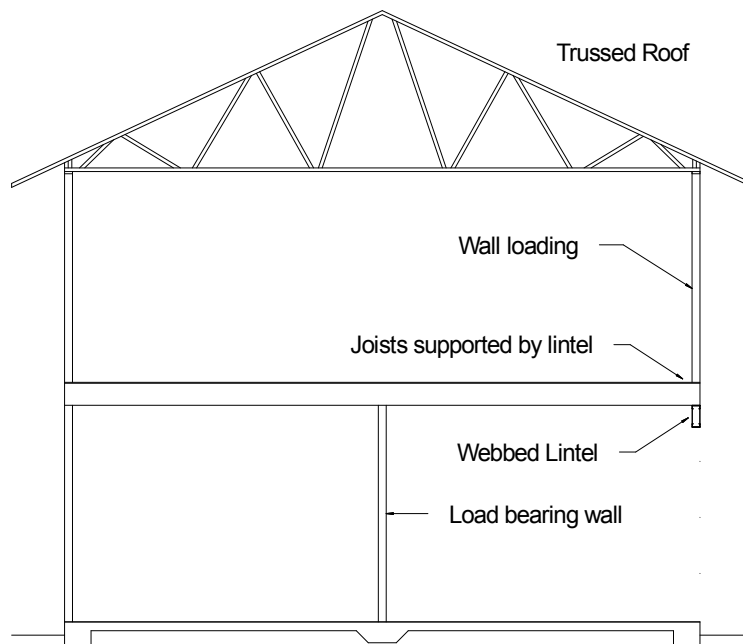 Trussed Roof
Wall loading
Joists supported by lintel
Webbed Lintel
Load bearing wall